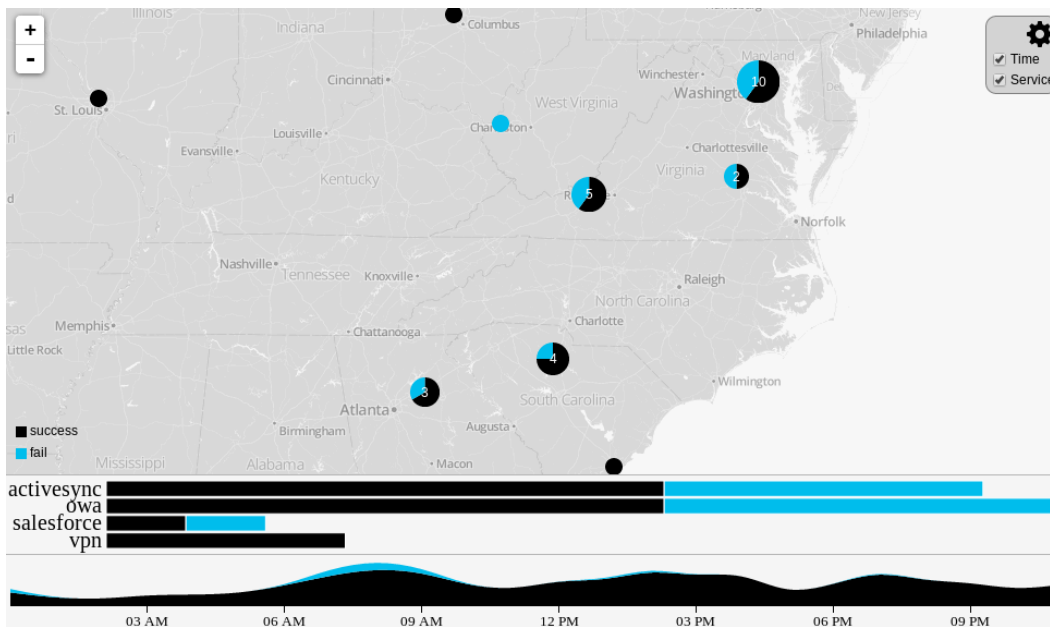 Illinois
Indiana
Columbus
New Jersey
Philadelphia
+
-
Time
Service
Maryland
Winchester
Washington
10
Cincinnati
West Virginia
St. Louis
Charleston
Louisville
Charlottesville
Evansville
Virginia
2
Kentucky
5
Norfolk
Nashville
Tennessee
Knoxville
Raleigh
North Carolina
Memphis
Chattanooga
Charlotte
Little Rock
4
3
Wilmington
Atlanta
South Carolina
Augusta
Birmingham
success
fail
Mississippi
Alabama
Macon
activesync
owa
salesforce
vpn
03 AM
06 AM
09 AM
12 PM
03 PM
06 PM
09 PM